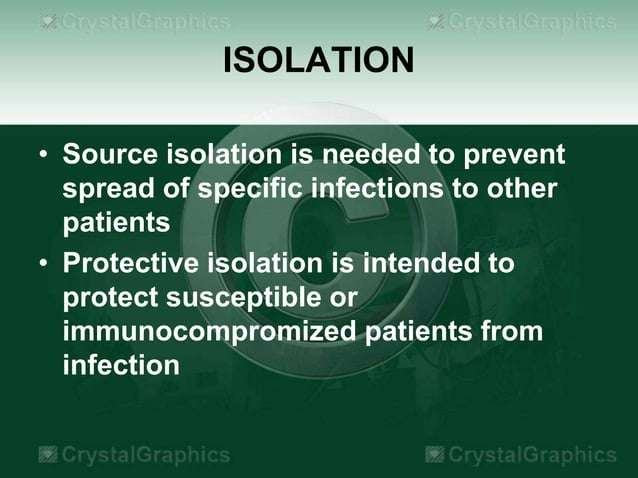 CrystalGraphics CrystalGraphics
ISOLATION
• Source isolation is needed to prevent
spread of specific infections to other
patients
• Protective isolation is intended to
protect susceptible or
immunocompromized patients from
infection
©
CrystalGraphics CrystalGraphics